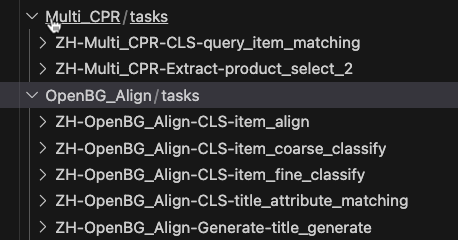 Multi_CPR/tasks
ZH-Multi_CPR-CLS-query_item_matching
ZH-Multi_CPR-Extract-product_select_2
OpenBG_Align/tasks
ZH-OpenBG_Align-CLS-item_align
ZH-OpenBG_Align-CLS-item_coarse_classify
ZH-OpenBG_Align-CLS-item_fine_classify
ZH-OpenBG_Align-CLS-title_attribute_matching
ZH-OpenBG_Align-Generate-title_generate